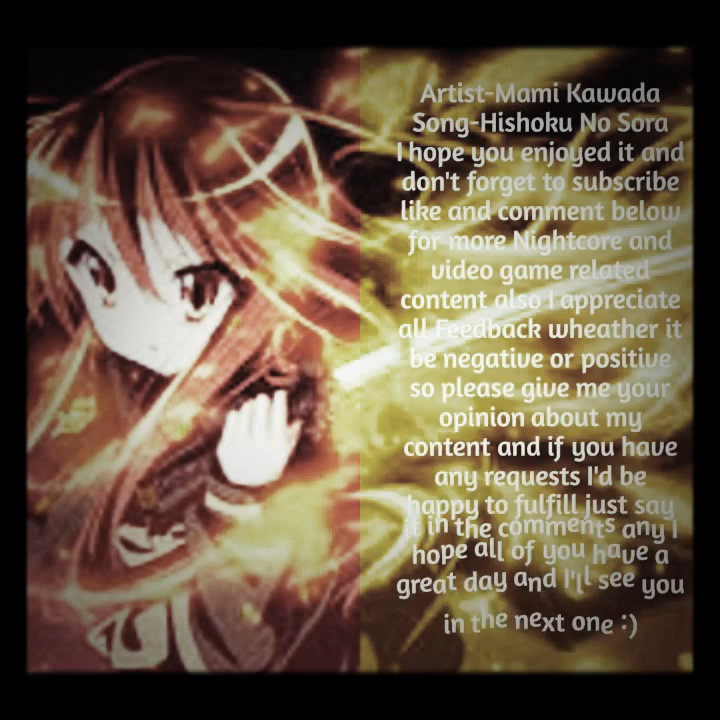 Artist-Mami Kawada
Song-Hishoku No Sora
I hope you enjoyed it and
don't forget to subscribe
like and comment below
for more Nightcore and
video game related
content also I appreciate
all Feedback wheather it
be negative or positive
so please give me your
opinion about my
content and if you have
any requests I'd be
happy to fulfill just say
it in the comments any I
hope all of you have a
great day and I'll see you
in the next one :)